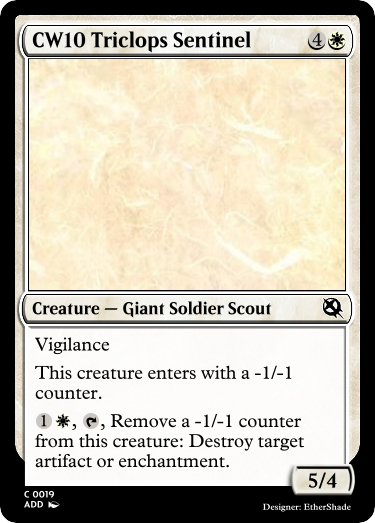 CW10 Triclops Sentinel 4
Creature — Giant Soldier Scout
Vigilance
This creature enters with a -1/-1
counter.
1, Remove a -1/-1 counter
from this creature: Destroy target
artifact or enchantment.
5/4
C 0019
ADD
Designer: EtherShade